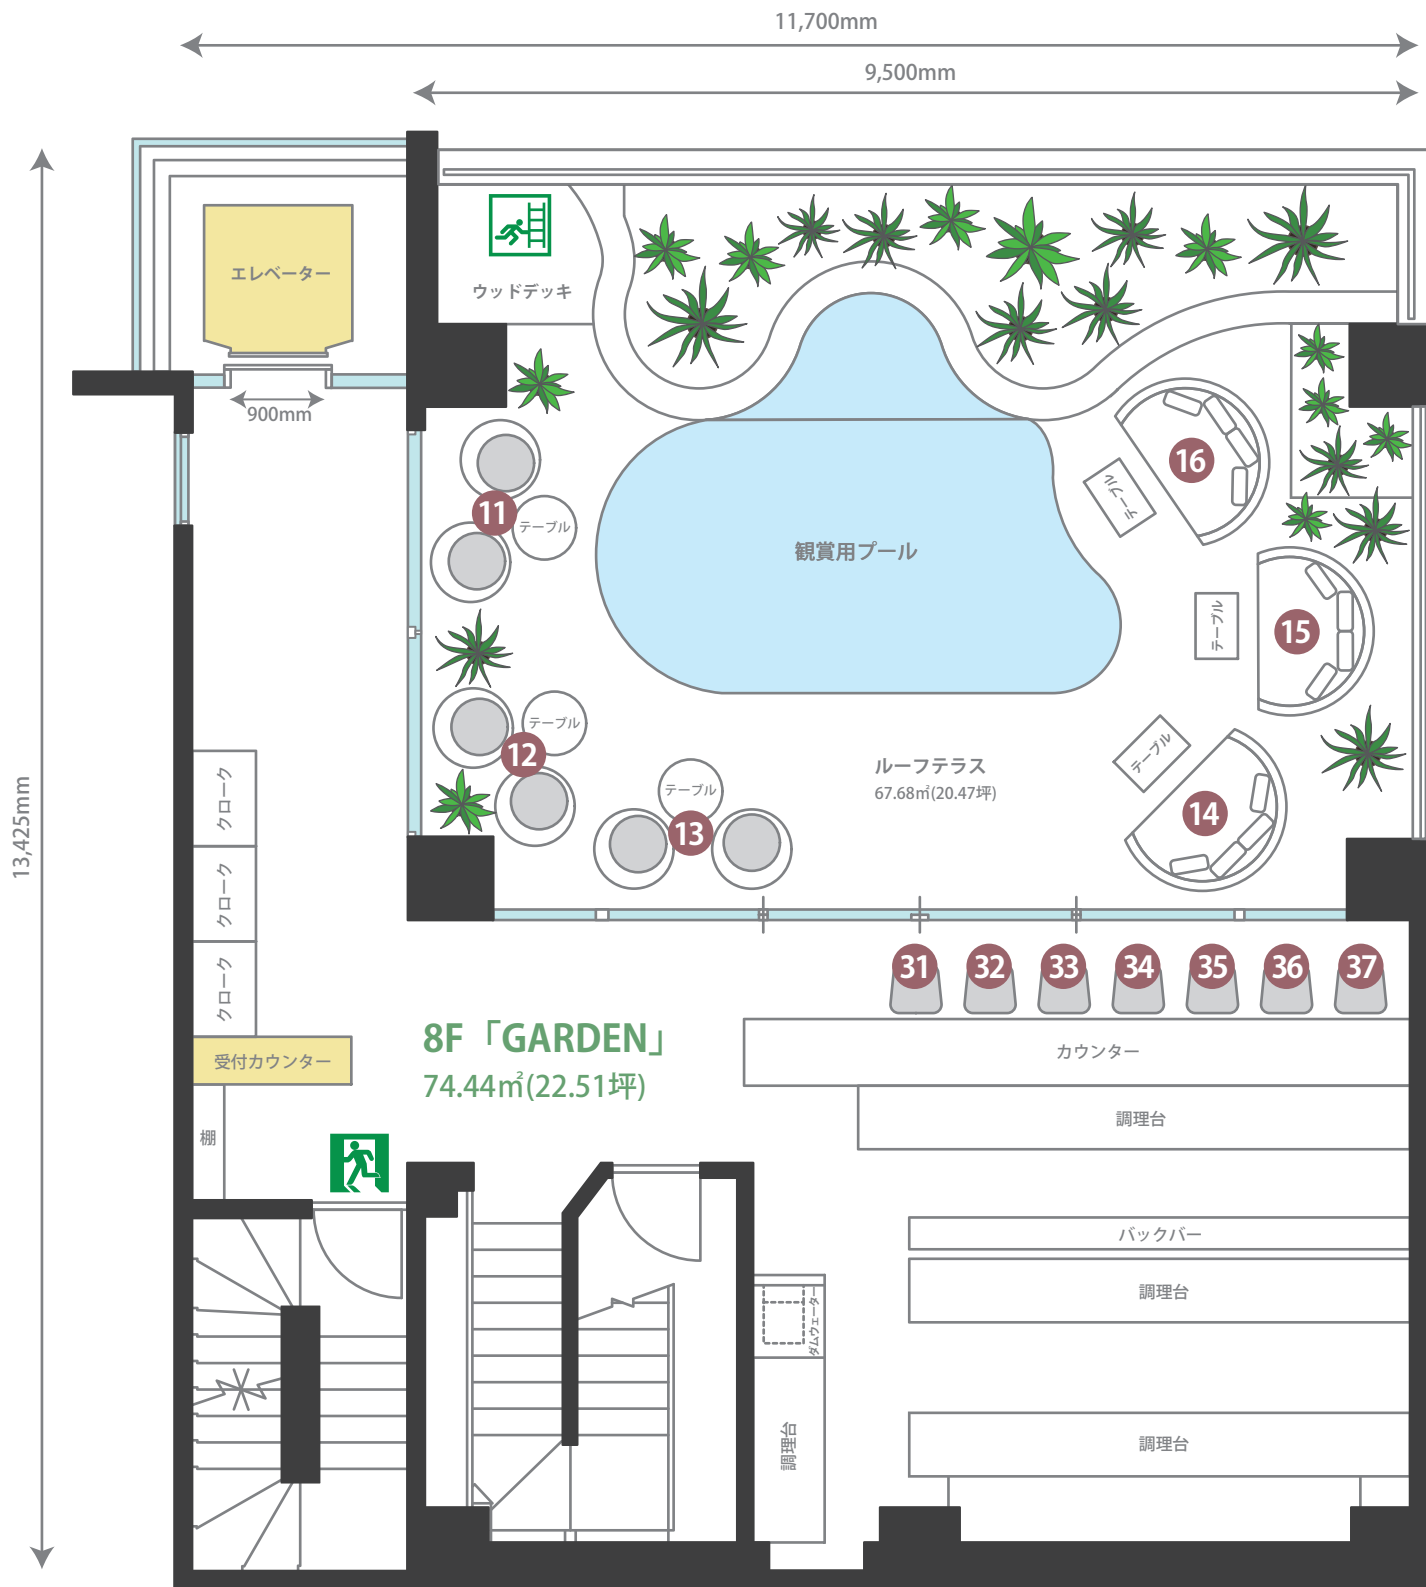 11,700mm
9,500mm
エレベーター
ウッドデッキ
900mm
11
テーブル
16
テーブル
観賞用プール
15
テーブル
12
テーブル
13
テーブル
ルーフテラス
67.68㎡(20.47坪)
14
テーブル
13,425mm
クローク
クローク
クローク
受付カウンター
棚
31
32
33
34
35
36
37
8F「GARDEN」
74.44㎡(22.51坪)
カウンター
調理台
バックバー
調理台
ダムウェーター
調理台
調理台